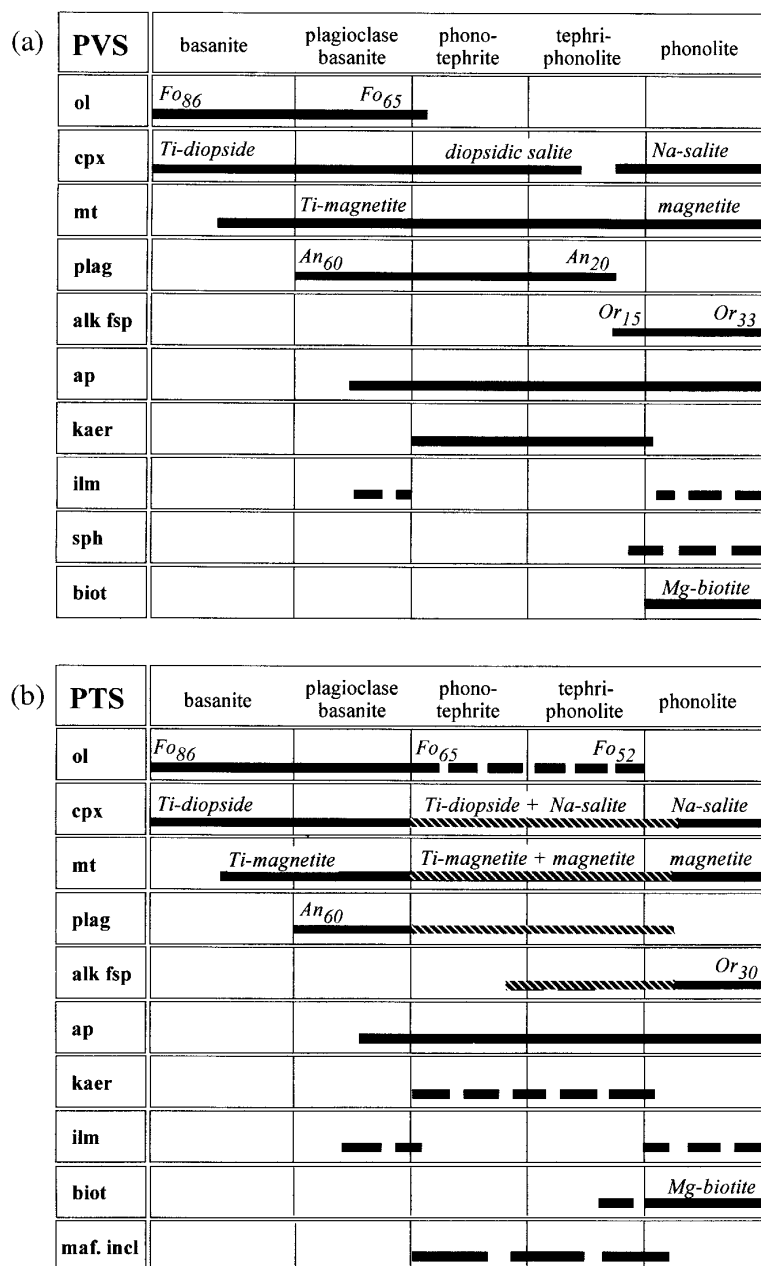 (a)
PVS basanite plagioclase basanite phono-tephrite tephri-phonolite phonolite
ol Fo86 Fo65
cpx Ti-diopside diopsidic salite Na-salite
mt Ti-magnetite magnetite
plag An60 An20
alk fsp Or15 Or33
ap
kaer
ilm
sph
biot Mg-biotite
(b)
PTS basanite plagioclase basanite phono-tephrite tephri-phonolite phonolite
ol Fo86 Fo65 Fo52
cpx Ti-diopside Ti-diopside + Na-salite Na-salite
mt Ti-magnetite Ti-magnetite + magnetite magnetite
plag An60
alk fsp Or30
ap
kaer
ilm
biot Mg-biotite
maf. incl